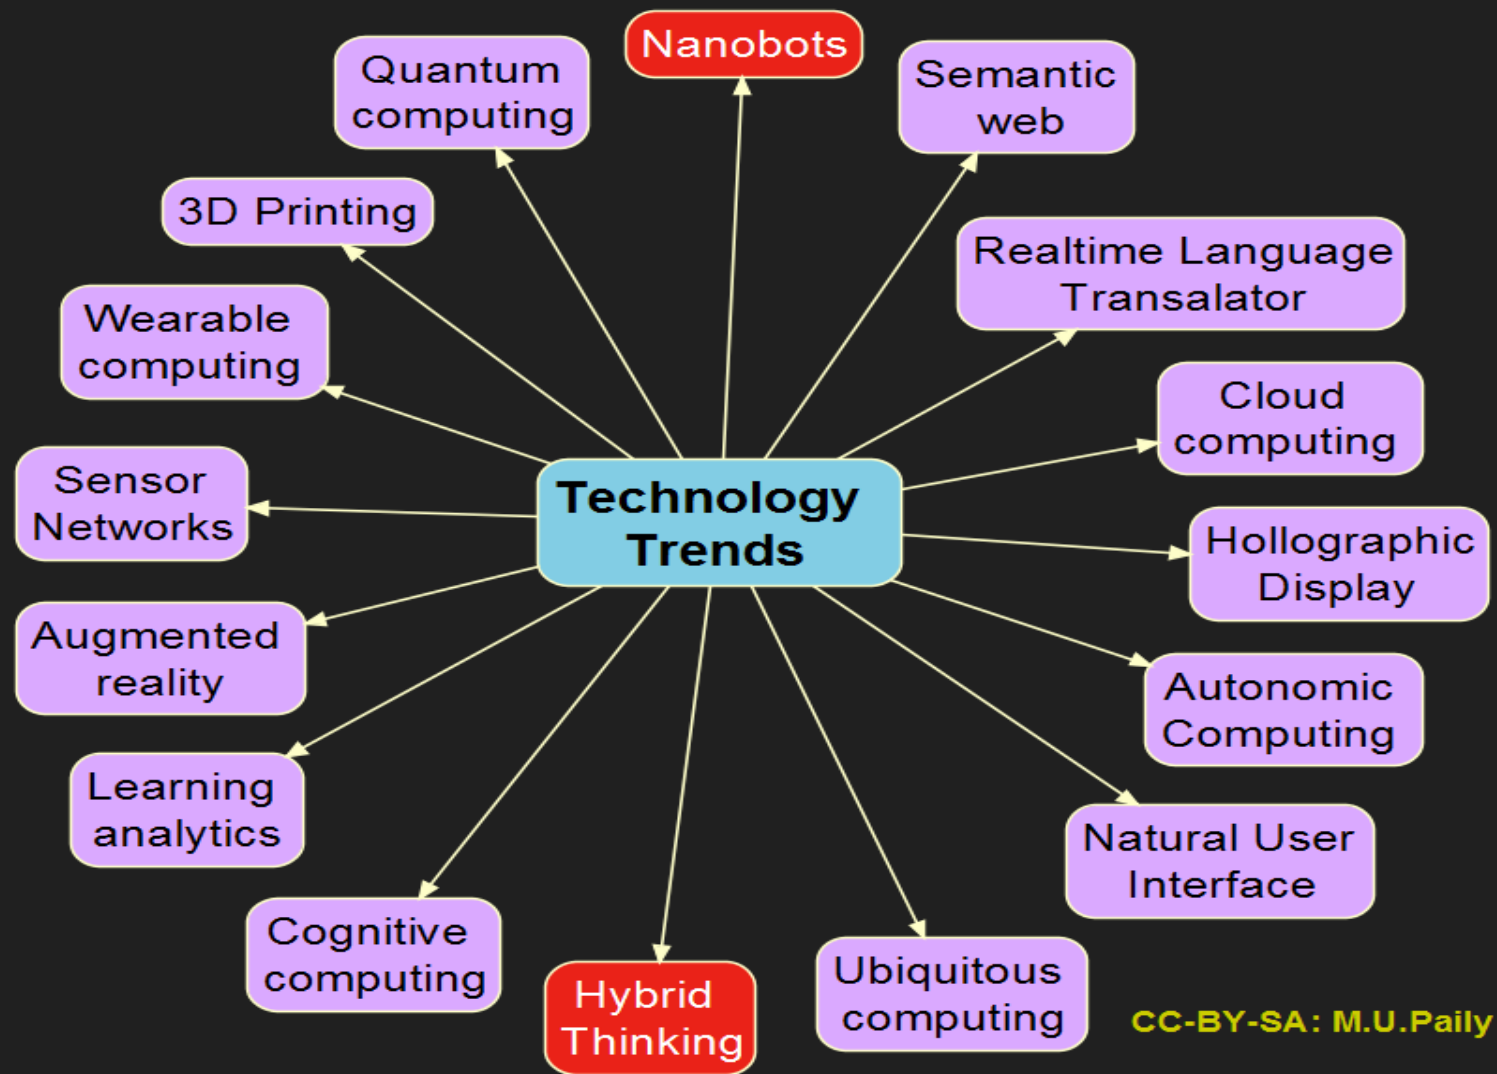 Nanobots
Quantum
computing
Semantic
web
3D Printing
Realtime Language
Transalator
Wearable
computing
Cloud
computing
Sensor
Networks
Technology
Trends
Hollographic
Display
Augmented
reality
Autonomic
Computing
Learning
analytics
Natural User
Interface
Cognitive
computing
Hybrid
Thinking
Ubiquitous
computing
CC-BY-SA: M.U.Paily